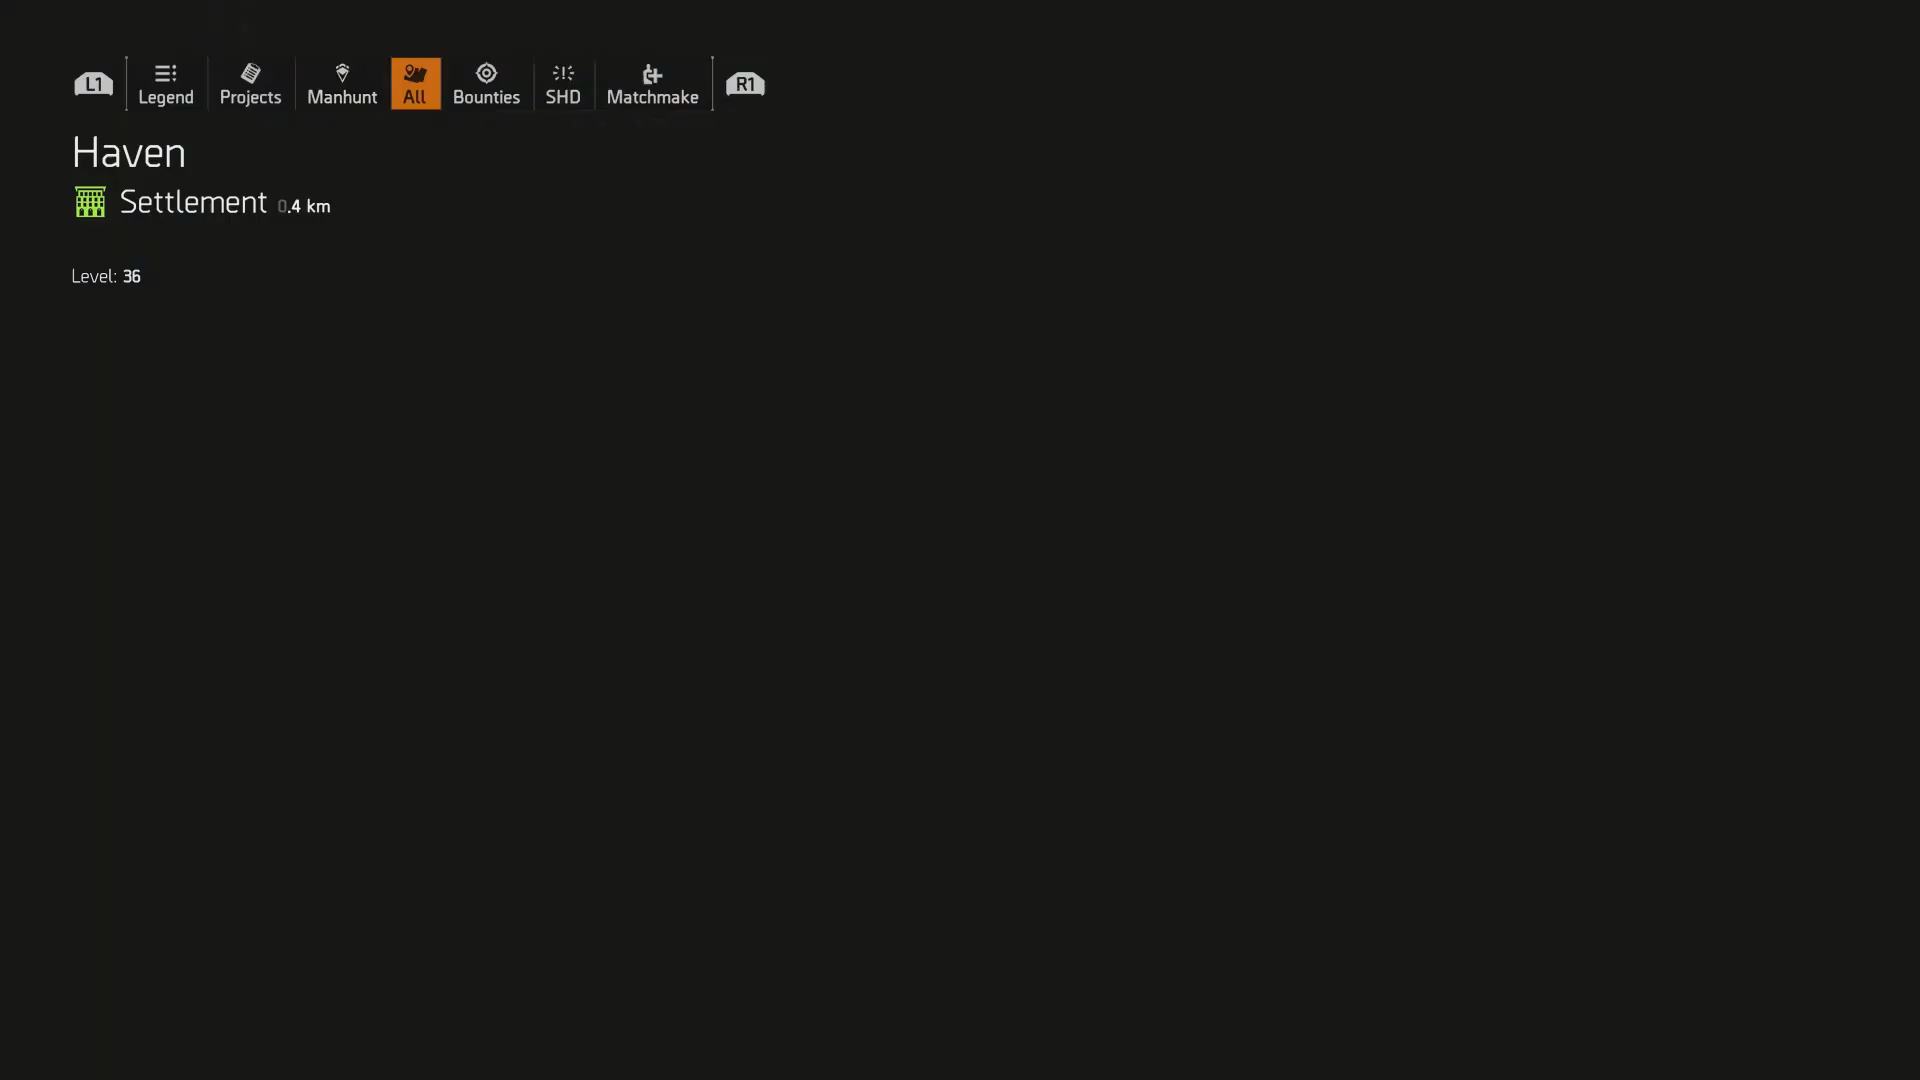 L1 Legend Projects Manhunt All Bounties SHD Matchmake R1
Haven
Settlement 0.4 km
Level: 36